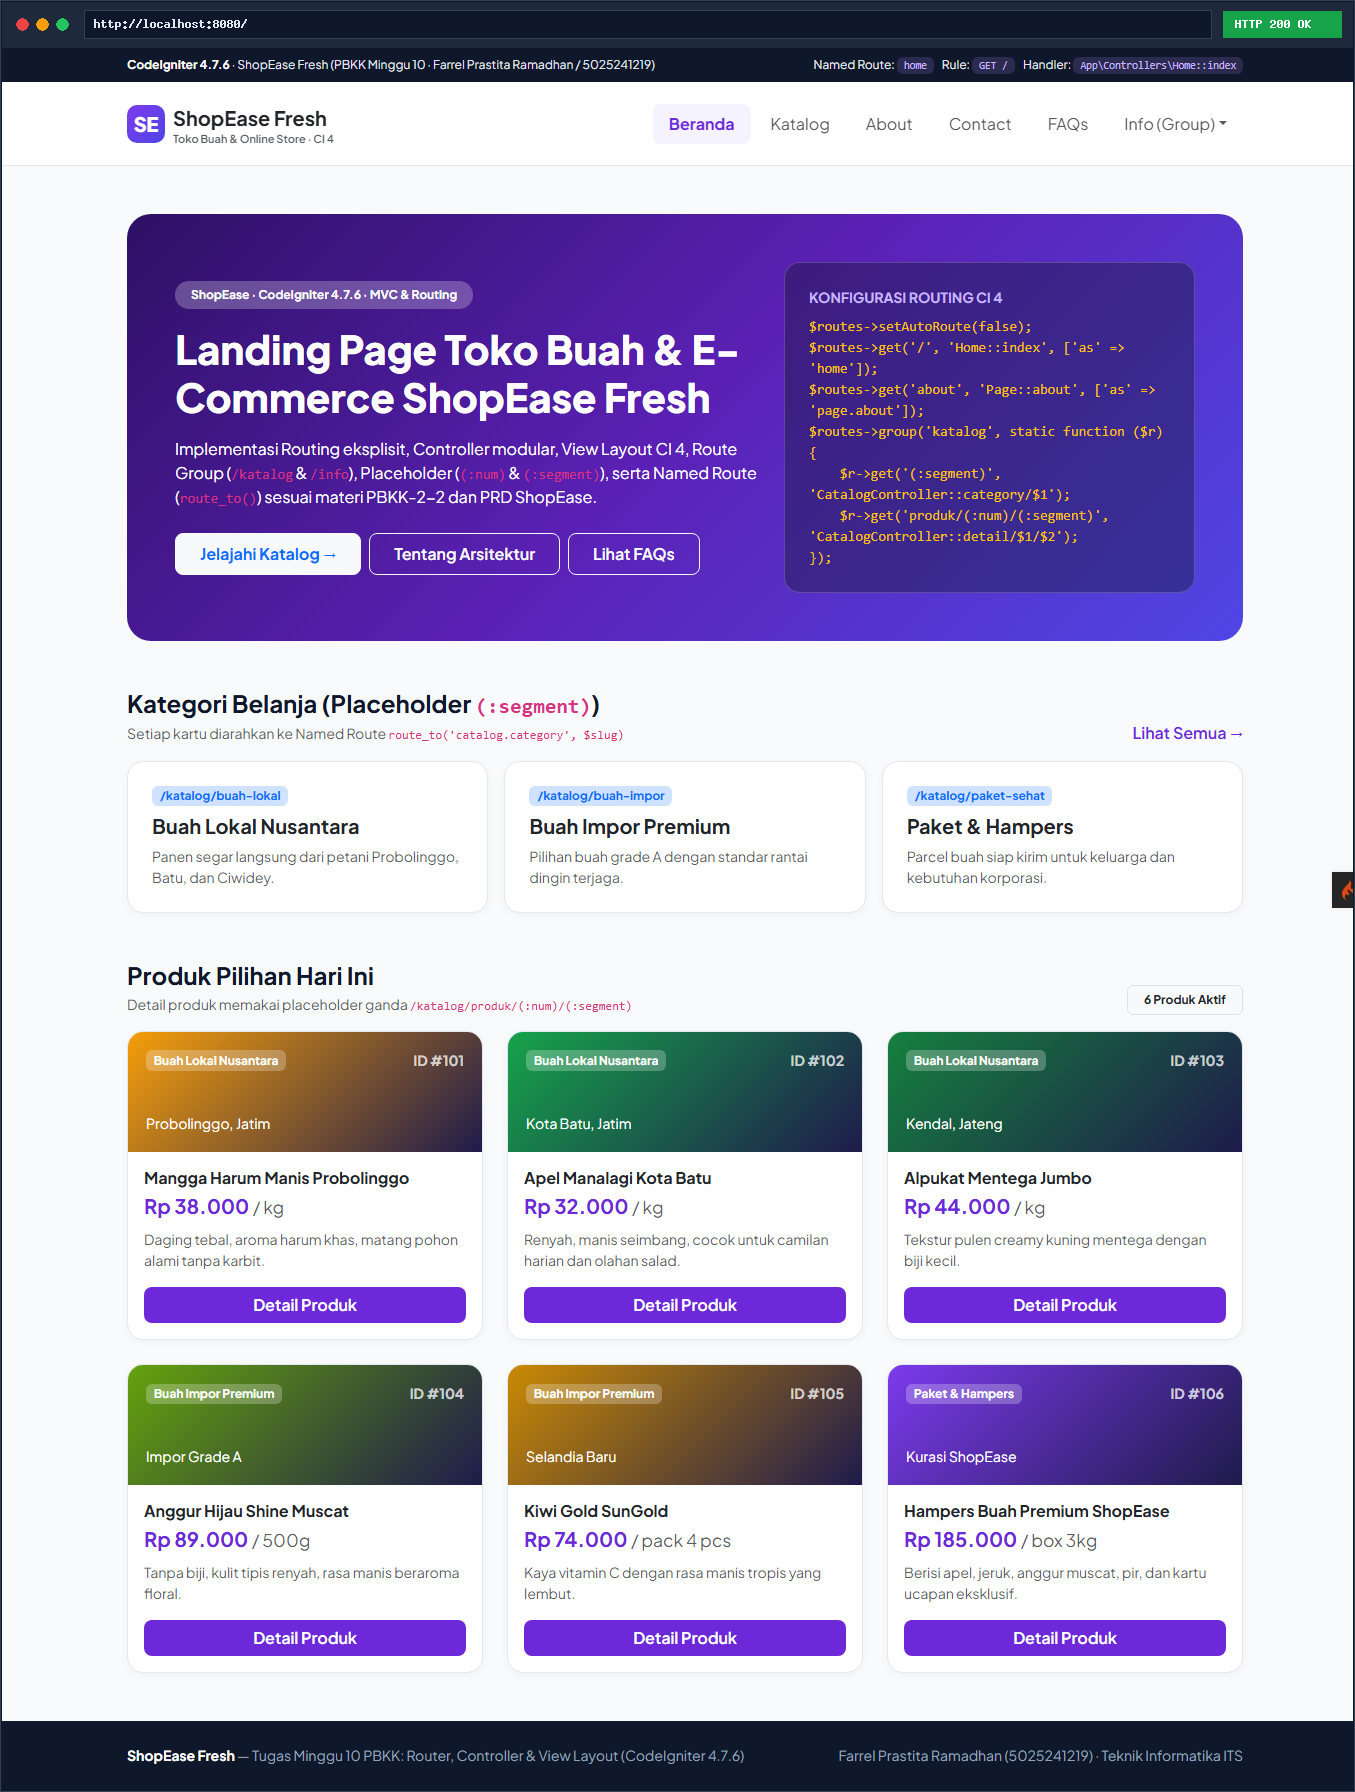 http://localhost:8080/
HTTP 200 OK
CodeIgniter 4.7.6 · ShopEase Fresh (PBKK Minggu 10 · Farrel Prastita Ramadhan / 5025241219)
Named Route: home Rule: GET / Handler: App\Controllers\Home::index
SE
ShopEase Fresh
Toko Buah & Online Store · CI 4
Beranda
Katalog
About
Contact
FAQs
Info (Group)
ShopEase · CodeIgniter 4.7.6 · MVC & Routing
Landing Page Toko Buah & E-
Commerce ShopEase Fresh
Implementasi Routing eksplisit, Controller modular, View Layout CI 4, Route
Group (/katalog & /info), Placeholder ((:num) & (:segment)), serta Named Route
(route_to()) sesuai materi PBKK-2-2 dan PRD ShopEase.
Jelajahi Katalog →
Tentang Arsitektur
Lihat FAQs
KONFIGURASI ROUTING CI 4
$routes->setAutoRoute(false);
$routes->get('/', 'Home::index', ['as' =>
'home']);
$routes->get('about', 'Page::about', ['as' =>
'page.about']);
$routes->group('katalog', static function ($r)
{
$r->get('(:segment)',
'CatalogController::category/$1');
$r->get('produk/(:num)/(:segment)',
'CatalogController::detail/$1/$2');
});
Kategori Belanja (Placeholder (:segment))
Setiap kartu diarahkan ke Named Route route_to('catalog.category', $slug)
Lihat Semua →
/katalog/buah-lokal
Buah Lokal Nusantara
Panen segar langsung dari petani Probolinggo,
Batu, dan Ciwidey.
/katalog/buah-impor
Buah Impor Premium
Pilihan buah grade A dengan standar rantai
dingin terjaga.
/katalog/paket-sehat
Paket & Hampers
Parcel buah siap kirim untuk keluarga dan
kebutuhan korporasi.
Produk Pilihan Hari Ini
Detail produk memakai placeholder ganda /katalog/produk/(:num)/(:segment)
6 Produk Aktif
Buah Lokal Nusantara
ID #101
Probolinggo, Jatim
Mangga Harum Manis Probolinggo
Rp 38.000 / kg
Daging tebal, aroma harum khas, matang pohon
alami tanpa karbit.
Detail Produk
Buah Lokal Nusantara
ID #102
Kota Batu, Jatim
Apel Manalagi Kota Batu
Rp 32.000 / kg
Renyah, manis seimbang, cocok untuk camilan
harian dan olahan salad.
Detail Produk
Buah Lokal Nusantara
ID #103
Kendal, Jateng
Alpukat Mentega Jumbo
Rp 44.000 / kg
Tekstur pulen creamy kuning mentega dengan
biji kecil.
Detail Produk
Buah Impor Premium
ID #104
Impor Grade A
Anggur Hijau Shine Muscat
Rp 89.000 / 500g
Tanpa biji, kulit tipis renyah, rasa manis beraroma
floral.
Detail Produk
Buah Impor Premium
ID #105
Selandia Baru
Kiwi Gold SunGold
Rp 74.000 / pack 4 pcs
Kaya vitamin C dengan rasa manis tropis yang
lembut.
Detail Produk
Paket & Hampers
ID #106
Kurasi ShopEase
Hampers Buah Premium ShopEase
Rp 185.000 / box 3kg
Berisi apel, jeruk, anggur muscat, pir, dan kartu
ucapan eksklusif.
Detail Produk
ShopEase Fresh — Tugas Minggu 10 PBKK: Router, Controller & View Layout (CodeIgniter 4.7.6)
Farrel Prastita Ramadhan (5025241219) · Teknik Informatika ITS